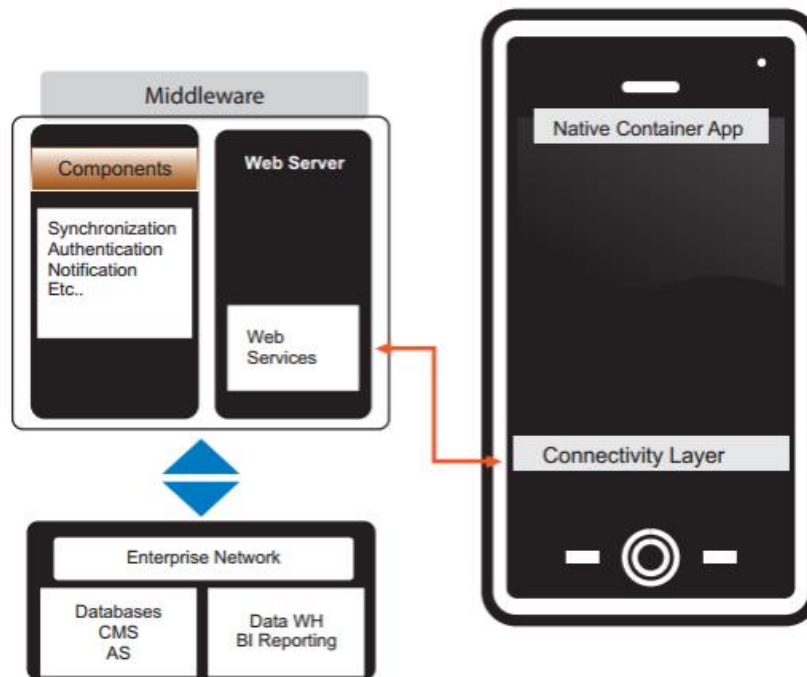 Middleware
Components
Synchronization
Authentication
Notification
Etc..
Web Server
Web
Services
Native Container App
Connectivity Layer
Enterprise Network
Databases
CMS
AS
Data WH
BI Reporting